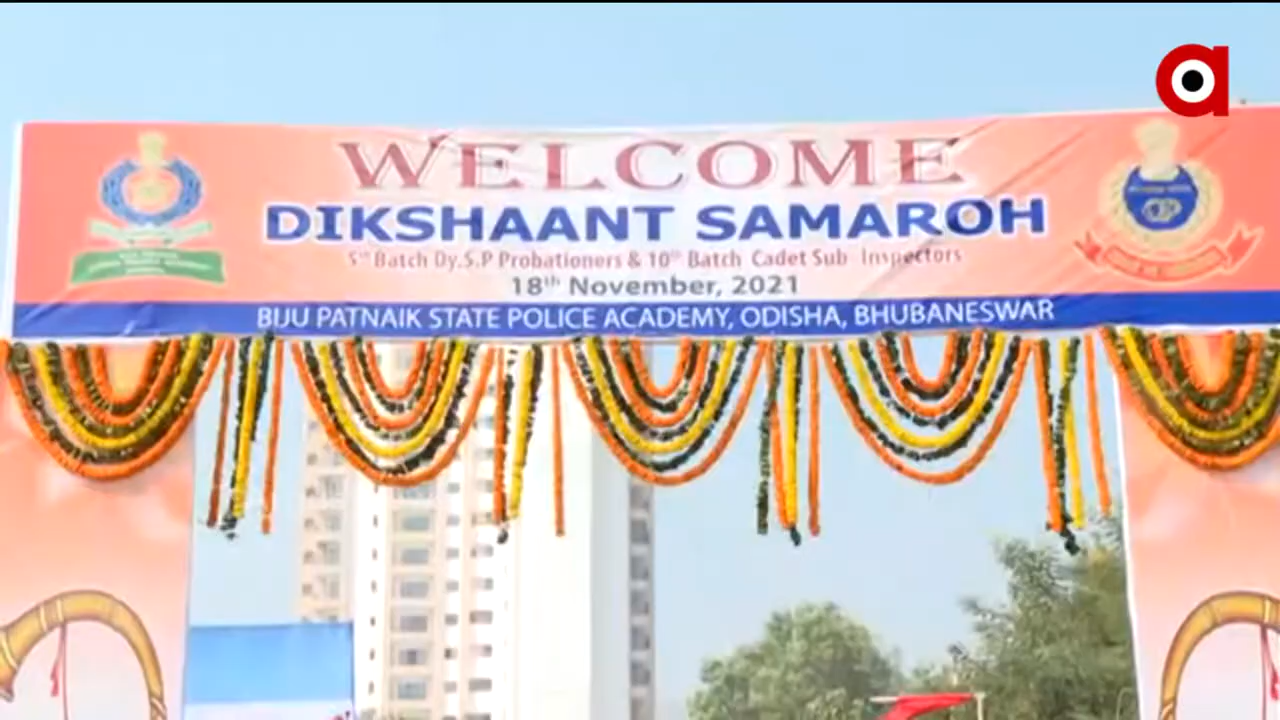 WELCOME
DIKSHAANT SAMAROH
5th Batch Dy.S.P Probationers & 10th Batch Cadet Sub Inspectors
18th November, 2021
BIJU PATNAIK STATE POLICE ACADEMY, ODISHA, BHUBANESWAR